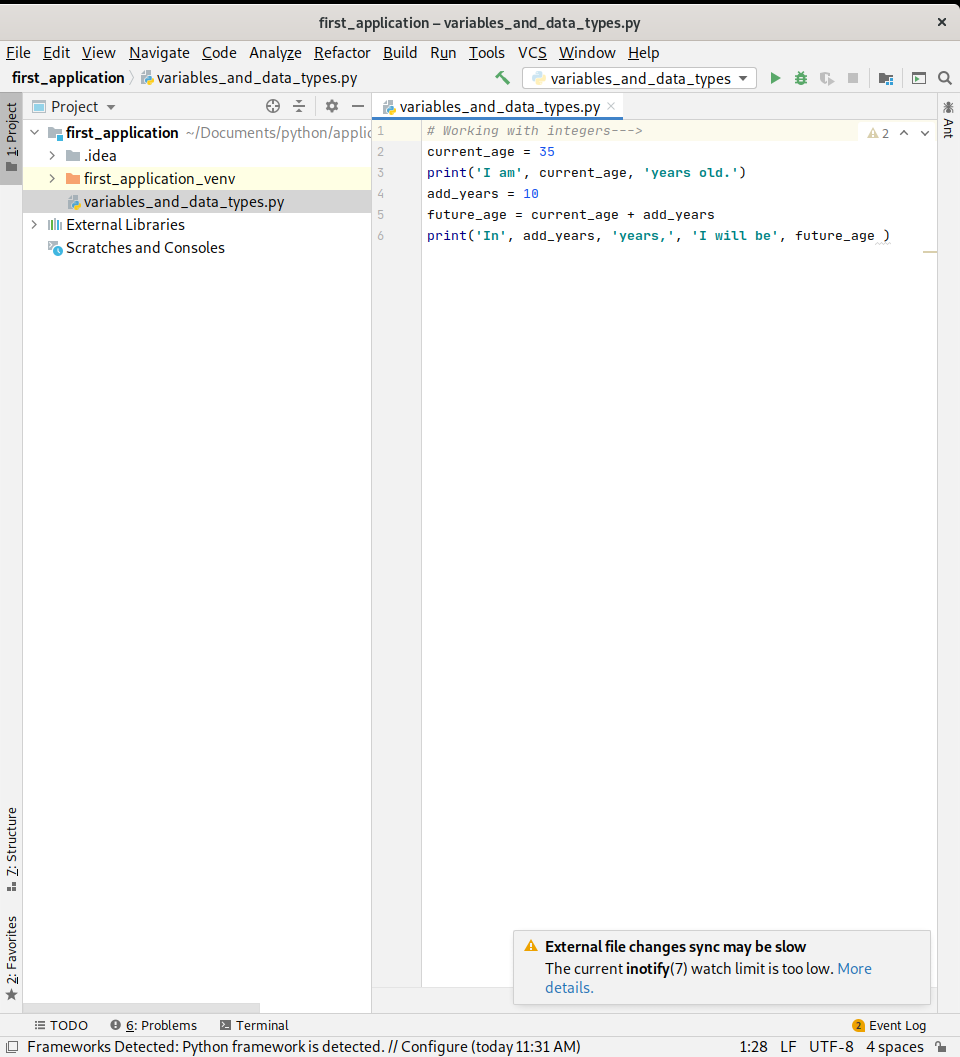 first_application – variables_and_data_types.py
File Edit View Navigate Code Analyze Refactor Build Run Tools VCS Window Help
first_application variables_and_data_types.py variables_and_data_types
1: Project
Project
first_application ~/Documents/python/applic
.idea
first_application_venv
variables_and_data_types.py
External Libraries
Scratches and Consoles
variables_and_data_types.py
Ant
2
1 # Working with integers--->
2 current_age = 35
3 print('I am', current_age, 'years old.')
4 add_years = 10
5 future_age = current_age + add_years
6 print('In', add_years, 'years,', 'I will be', future_age )
Z: Structure
2: Favorites
External file changes sync may be slow
The current inotify(7) watch limit is too low. More
details.
TODO 6: Problems Terminal 2 Event Log
Frameworks Detected: Python framework is detected. // Configure (today 11:31 AM) 1:28 LF UTF-8 4 spaces